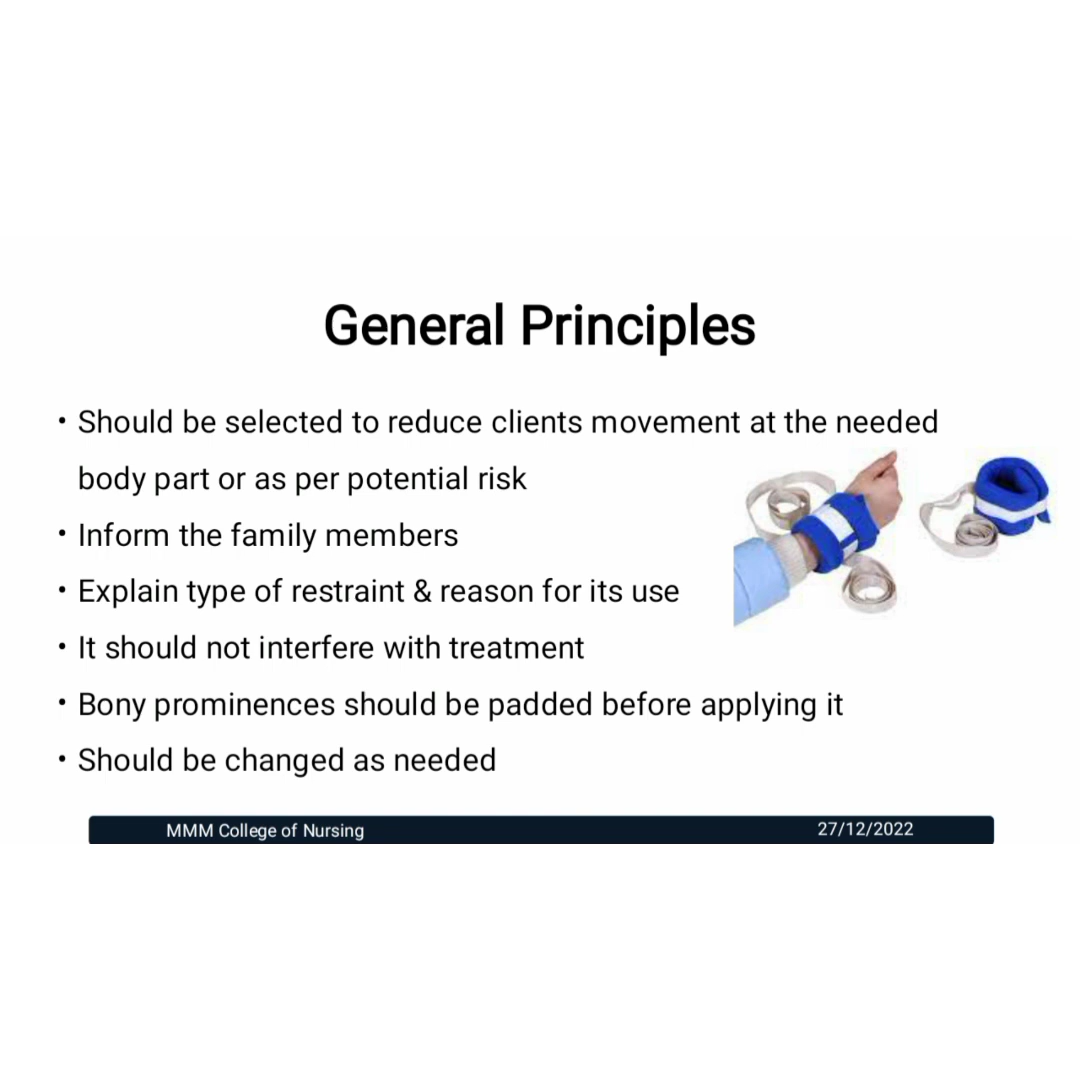 General Principles
• Should be selected to reduce clients movement at the needed
body part or as per potential risk
• Inform the family members
• Explain type of restraint & reason for its use
• It should not interfere with treatment
• Bony prominences should be padded before applying it
• Should be changed as needed
MMM College of Nursing 27/12/2022